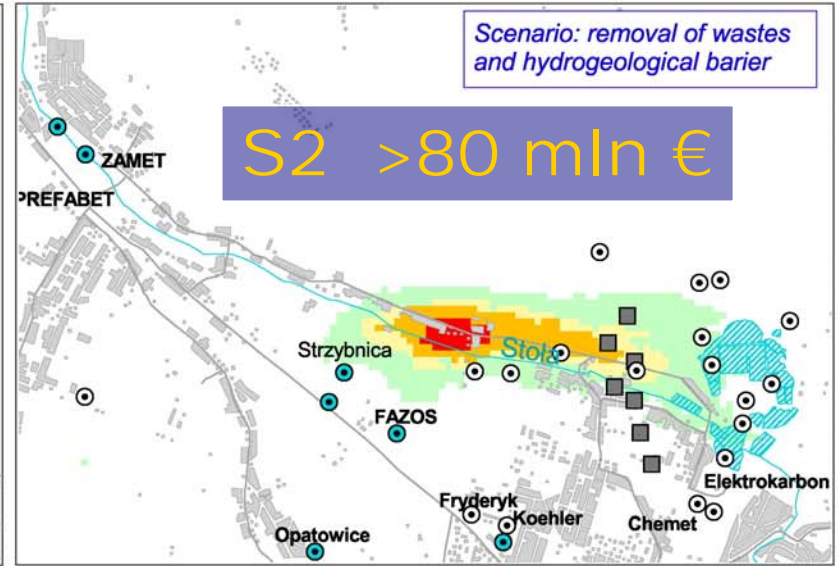 Scenario: removal of wastes
and hydrogeological barier
S2 >80 mln €
ZAMET
PREFABET
Stoła
Strzybnica
FAZOS
Elektrokarbon
Fryderyk
Koehler
Chemet
Opatowice